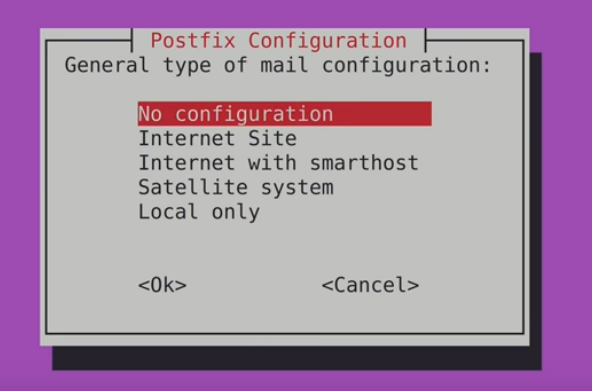 Postfix Configuration
General type of mail configuration:
No configuration
Internet Site
Internet with smarthost
Satellite system
Local only
<Ok> <Cancel>